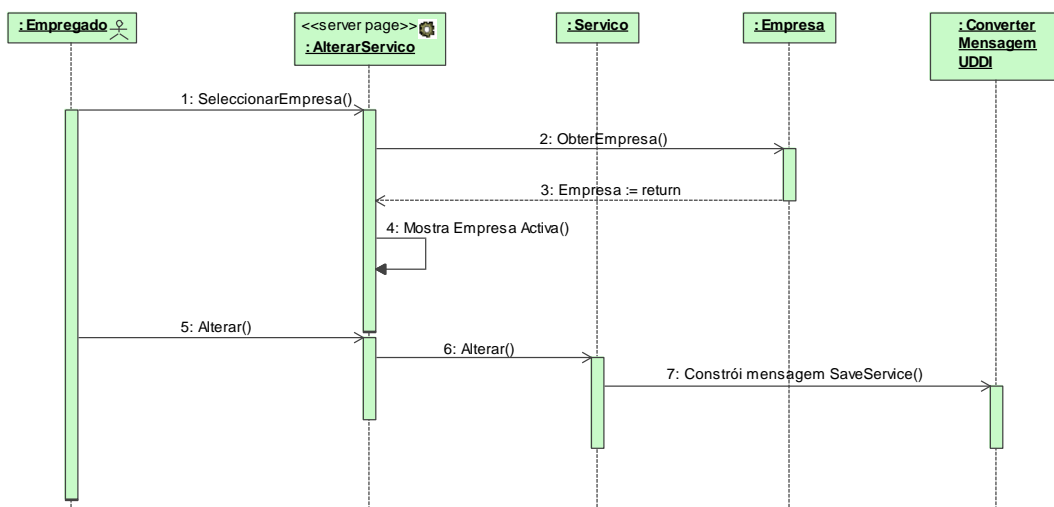 : Empregado
<<server page>>
: AlterarServico
: Servico
: Empresa
: Converter
Mensagem
UDDI
1: SeleccionarEmpresa()
2: ObterEmpresa()
3: Empresa := return
4: Mostra Empresa Activa()
5: Alterar()
6: Alterar()
7: Constrói mensagem SaveService()